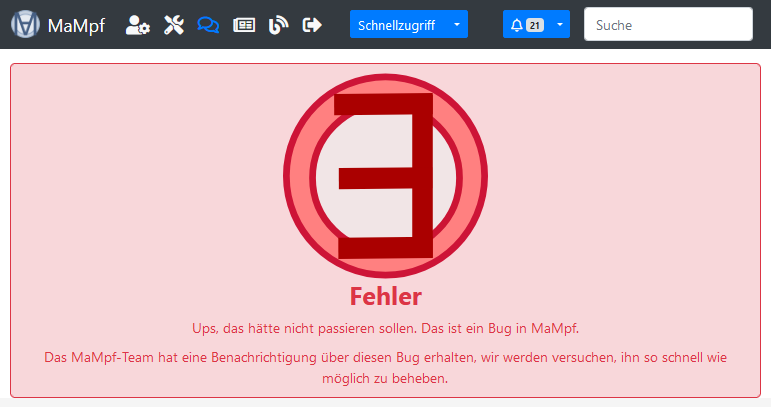 MaMpf
Schnellzugriff
21
Suche
Ǝ
Fehler
Ups, das hätte nicht passieren sollen. Das ist ein Bug in MaMpf.
Das MaMpf-Team hat eine Benachrichtigung über diesen Bug erhalten, wir werden versuchen, ihn so schnell wie
möglich zu beheben.